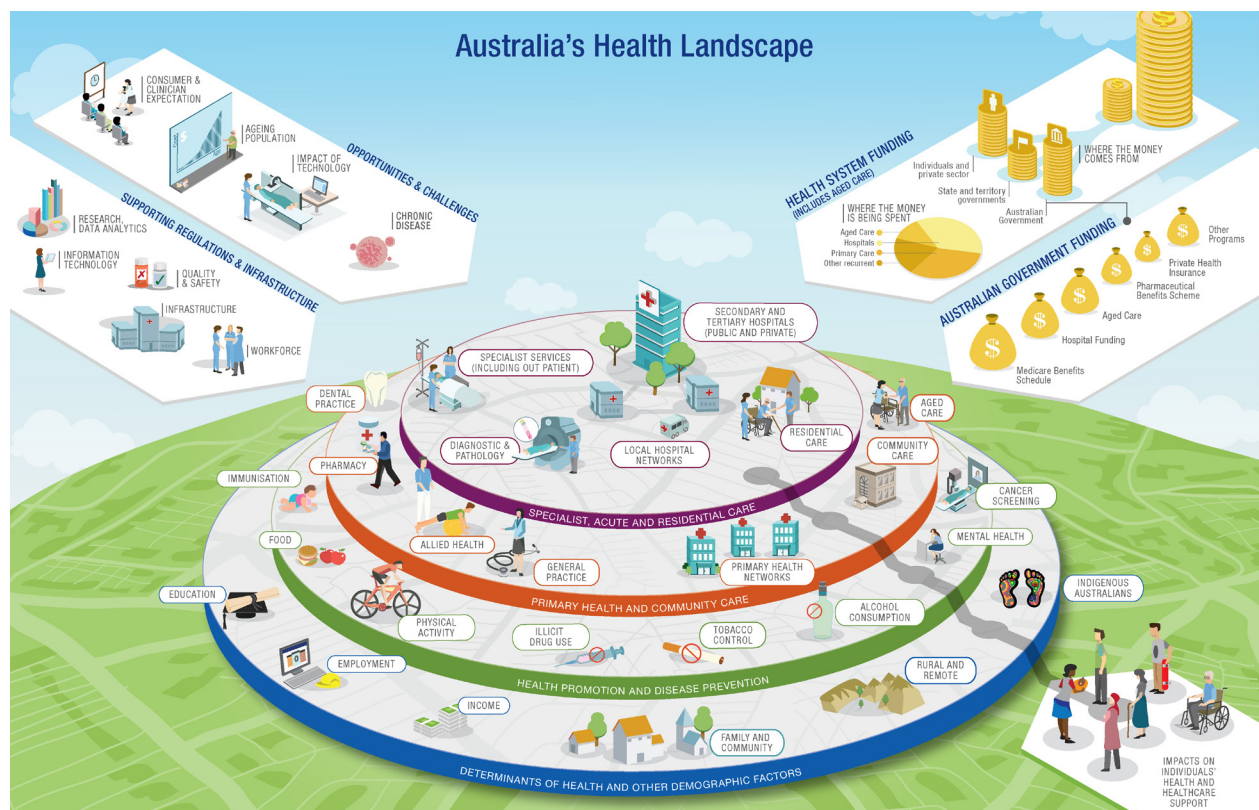 Australia's Health Landscape
CONSUMER &
CLINICIAN
EXPECTATION
AGEING
POPULATION
IMPACT OF
TECHNOLOGY
CHRONIC
DISEASE
OPPORTUNITIES & CHALLENGES
RESEARCH,
DATA ANALYTICS
INFORMATION
TECHNOLOGY
QUALITY
& SAFETY
INFRASTRUCTURE
WORKFORCE
SUPPORTING REGULATIONS & INFRASTRUCTURE
HEALTH SYSTEM FUNDING
(INCLUDES AGED CARE)
Individuals and
private sector
State and territory
governments
Australian
Government
WHERE THE MONEY
COMES FROM
WHERE THE MONEY
IS BEING SPENT
Aged Care
Hospitals
Primary Care
Other recurrent
AUSTRALIAN GOVERNMENT FUNDING
Other
Programs
Private Health
Insurance
Pharmaceutical
Benefits Scheme
Aged Care
Hospital Funding
Medicare Benefits
Schedule
SECONDARY AND
TERTIARY HOSPITALS
(PUBLIC AND PRIVATE)
SPECIALIST SERVICES
(INCLUDING OUT PATIENT)
DIAGNOSTIC &
PATHOLOGY
LOCAL HOSPITAL
NETWORKS
RESIDENTIAL
CARE
SPECIALIST, ACUTE AND RESIDENTIAL CARE
DENTAL
PRACTICE
AGED
CARE
PHARMACY
COMMUNITY
CARE
ALLIED HEALTH
GENERAL
PRACTICE
PRIMARY HEALTH
NETWORKS
PRIMARY HEALTH AND COMMUNITY CARE
IMMUNISATION
CANCER
SCREENING
FOOD
MENTAL HEALTH
PHYSICAL
ACTIVITY
ILLICIT
DRUG USE
TOBACCO
CONTROL
ALCOHOL
CONSUMPTION
HEALTH PROMOTION AND DISEASE PREVENTION
EDUCATION
INDIGENOUS
AUSTRALIANS
EMPLOYMENT
RURAL AND
REMOTE
INCOME
FAMILY AND
COMMUNITY
DETERMINANTS OF HEALTH AND OTHER DEMOGRAPHIC FACTORS
IMPACTS ON
INDIVIDUALS'
HEALTH AND
HEALTHCARE
SUPPORT